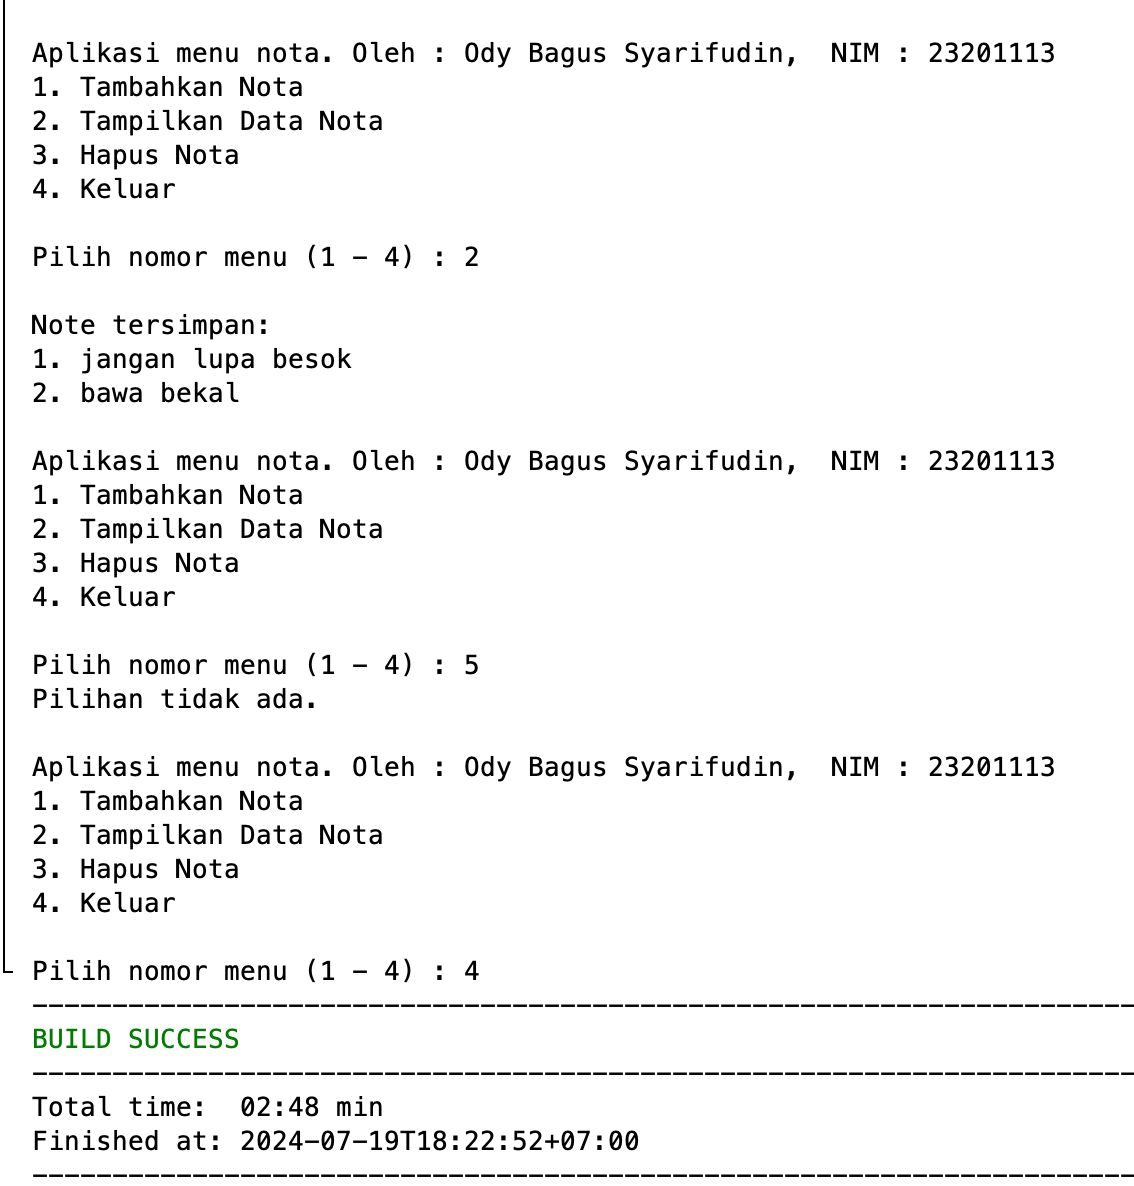 Aplikasi menu nota. Oleh : Ody Bagus Syarifudin,  NIM : 23201113
1. Tambahkan Nota
2. Tampilkan Data Nota
3. Hapus Nota
4. Keluar
Pilih nomor menu (1 - 4) : 2
Note tersimpan:
1. jangan lupa besok
2. bawa bekal
Aplikasi menu nota. Oleh : Ody Bagus Syarifudin,  NIM : 23201113
1. Tambahkan Nota
2. Tampilkan Data Nota
3. Hapus Nota
4. Keluar
Pilih nomor menu (1 - 4) : 5
Pilihan tidak ada.
Aplikasi menu nota. Oleh : Ody Bagus Syarifudin,  NIM : 23201113
1. Tambahkan Nota
2. Tampilkan Data Nota
3. Hapus Nota
4. Keluar
Pilih nomor menu (1 - 4) : 4
---------------------------------------------------------------------
BUILD SUCCESS
---------------------------------------------------------------------
Total time:  02:48 min
Finished at: 2024-07-19T18:22:52+07:00
---------------------------------------------------------------------